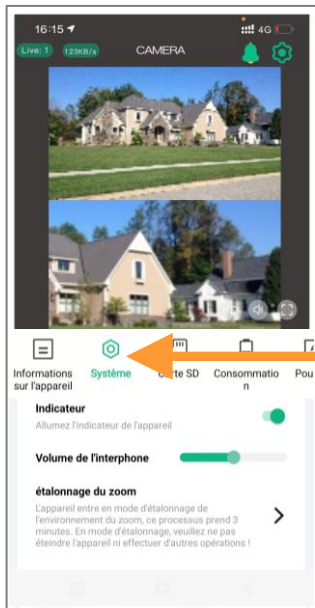 16:15 4G
Live: 1 123KB/s CAMERA
Informations Système Carte SD Consommatio Pou
sur l'appareil n
Indicateur
Allumez l'indicateur de l'appareil
Volume de l'interphone
étalonnage du zoom
L'appareil entre en mode d'étalonnage de
l'environnement du zoom, ce processus prend 3
minutes. En mode d'étalonnage, veuillez ne pas
éteindre l'appareil ni effectuer d'autres opérations !